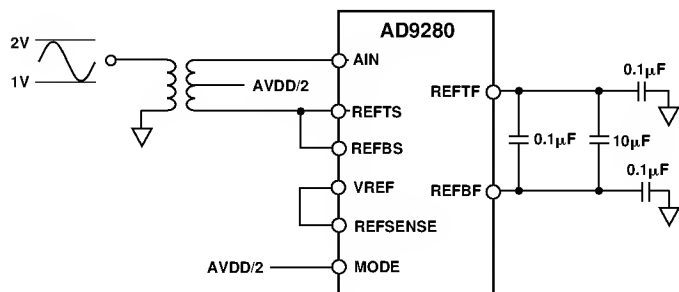 AD9280
2V
1V
AVDD/2
AIN
REFTS
REFBS
VREF
REFSENSE
AVDD/2
MODE
REFTF
REFBF
0.1µF
0.1µF
10µF
0.1µF